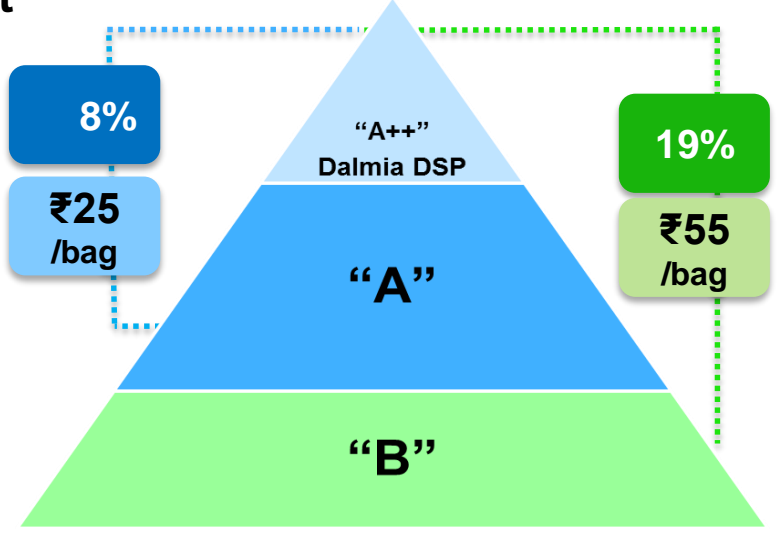 8%
₹25
/bag
“A++”
Dalmia DSP
“A”
“B”
19%
₹55
/bag